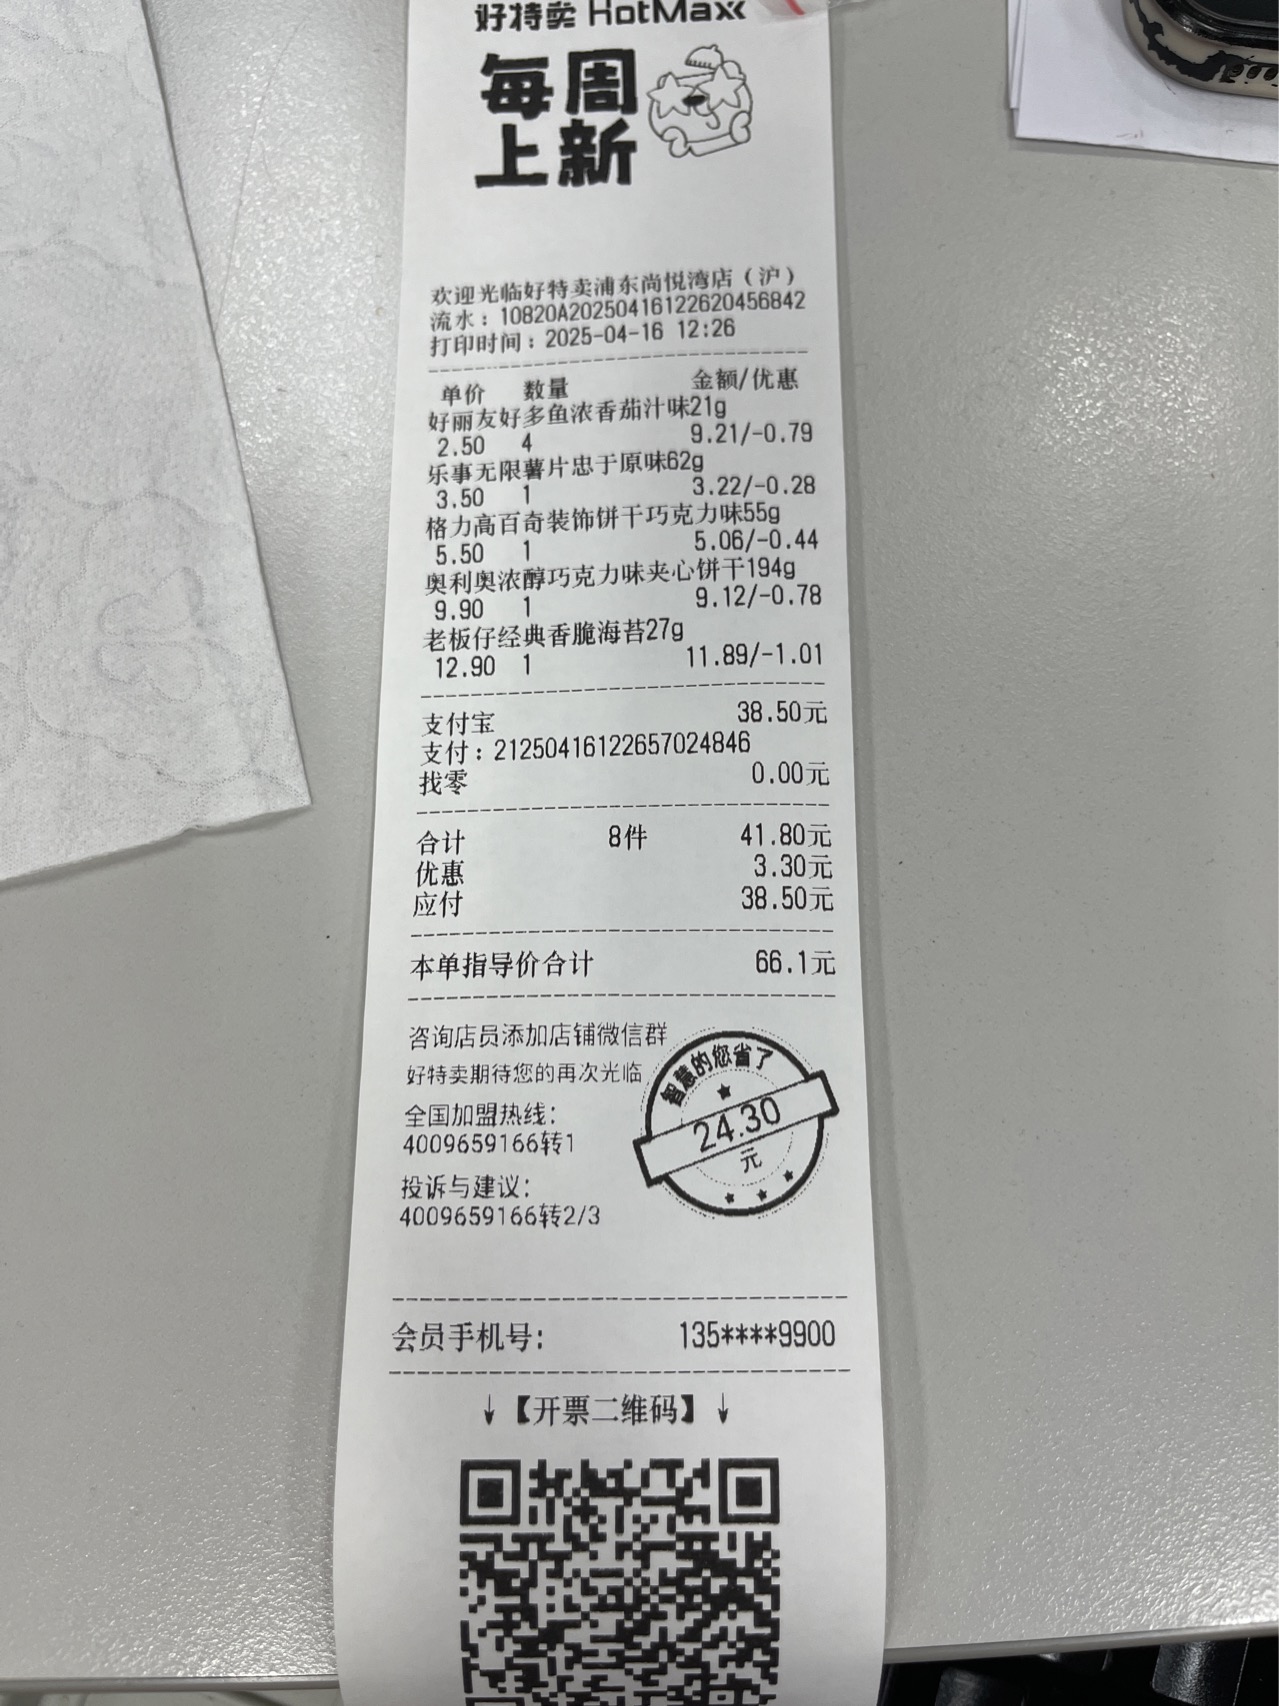 好特卖 HotMaxx
每周
上新
欢迎光临好特卖浦东尚悦湾店（沪）
流水：10820A20250416122620456842
打印时间：2025-04-16 12:26
单价 数量 金额/优惠
好丽友好多鱼浓香茄汁味21g
2.50 4 9.21/-0.79
乐事无限薯片忠于原味62g
3.50 1 3.22/-0.28
格力高百奇装饰饼干巧克力味55g
5.50 1 5.06/-0.44
奥利奥浓醇巧克力味夹心饼干194g
9.90 1 9.12/-0.78
老板仔经典香脆海苔27g
12.90 1 11.89/-1.01
支付宝 38.50元
支付：21250416122657024846
找零 0.00元
合计 8件 41.80元
优惠 3.30元
应付 38.50元
本单指导价合计 66.1元
咨询店员添加店铺微信群
好特卖期待您的再次光临
全国加盟热线：
4009659166转1
投诉与建议：
4009659166转2/3
智慧的您省了
24.30
元
会员手机号： 135****9900
↓【开票二维码】↓